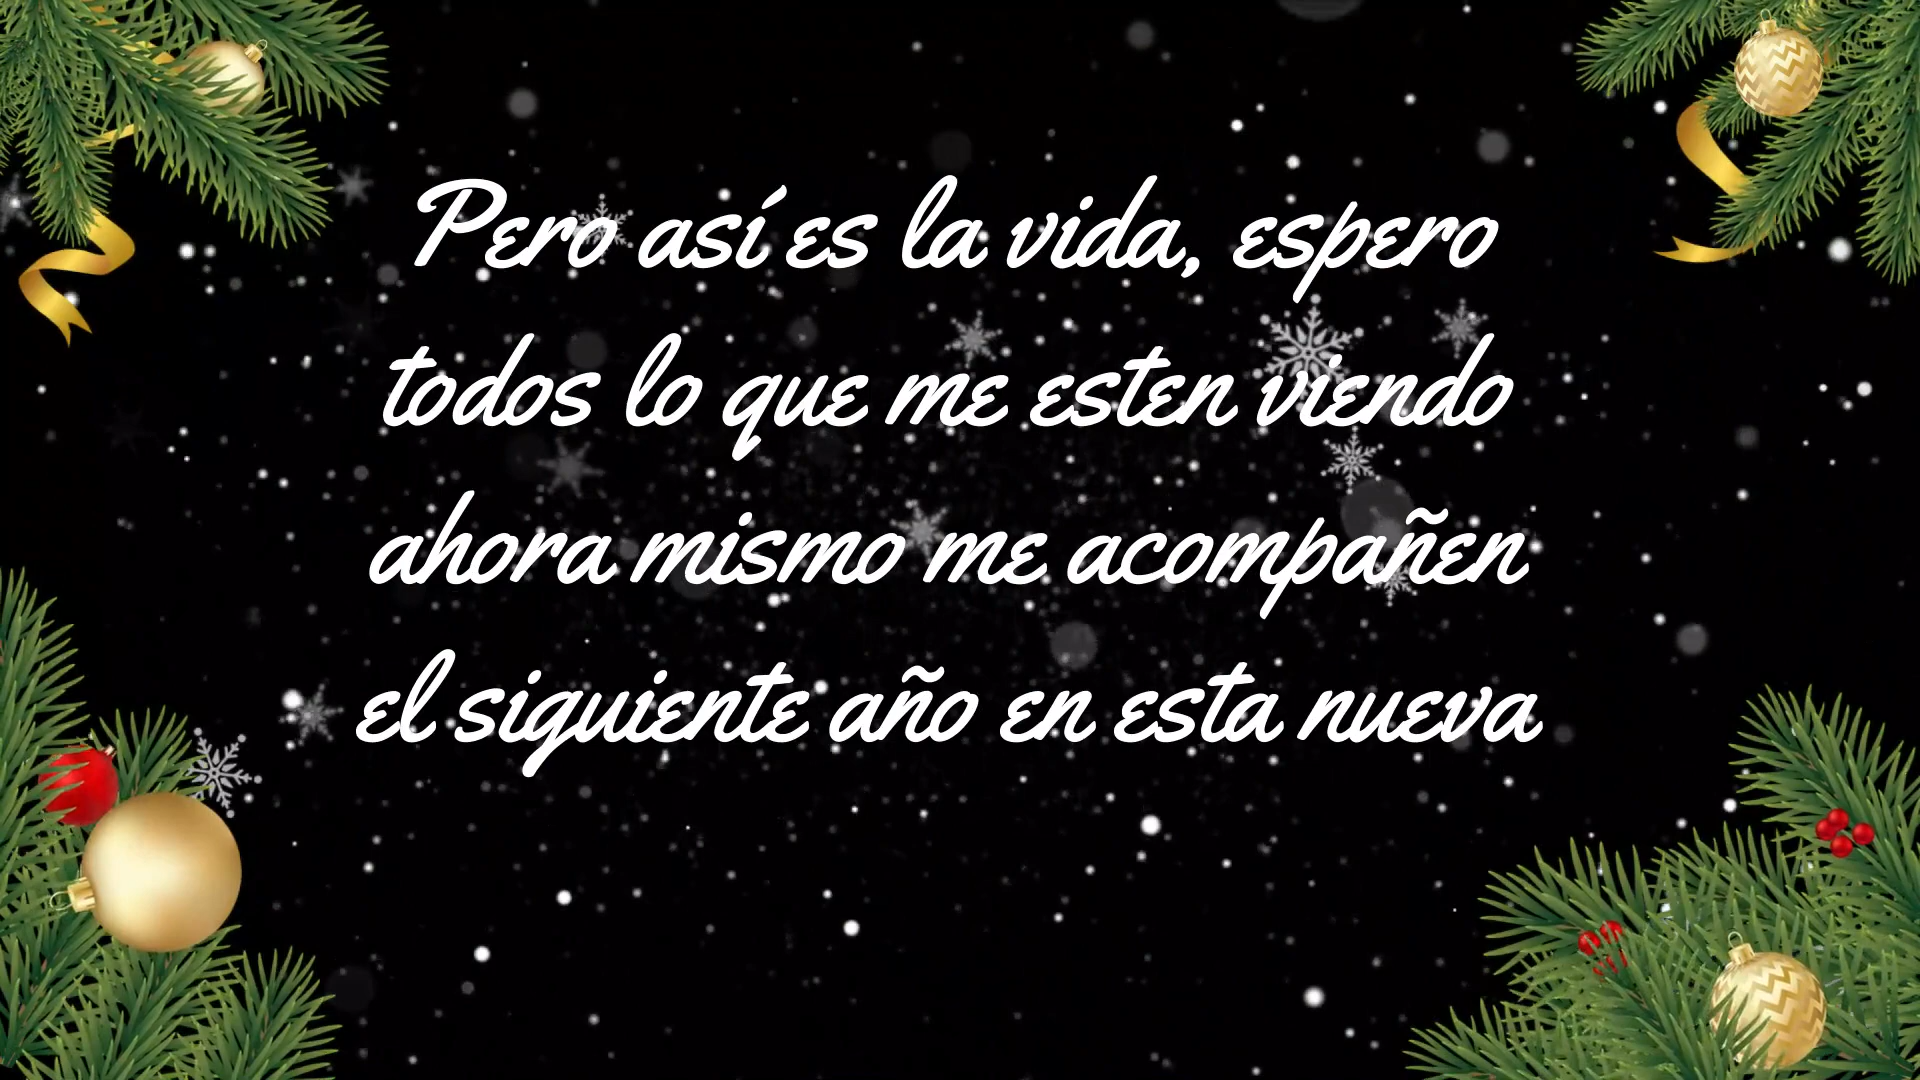 Pero así es la vida, espero
todos lo que me esten viendo
ahora mismo me acompañen
el siguiente año en esta nueva